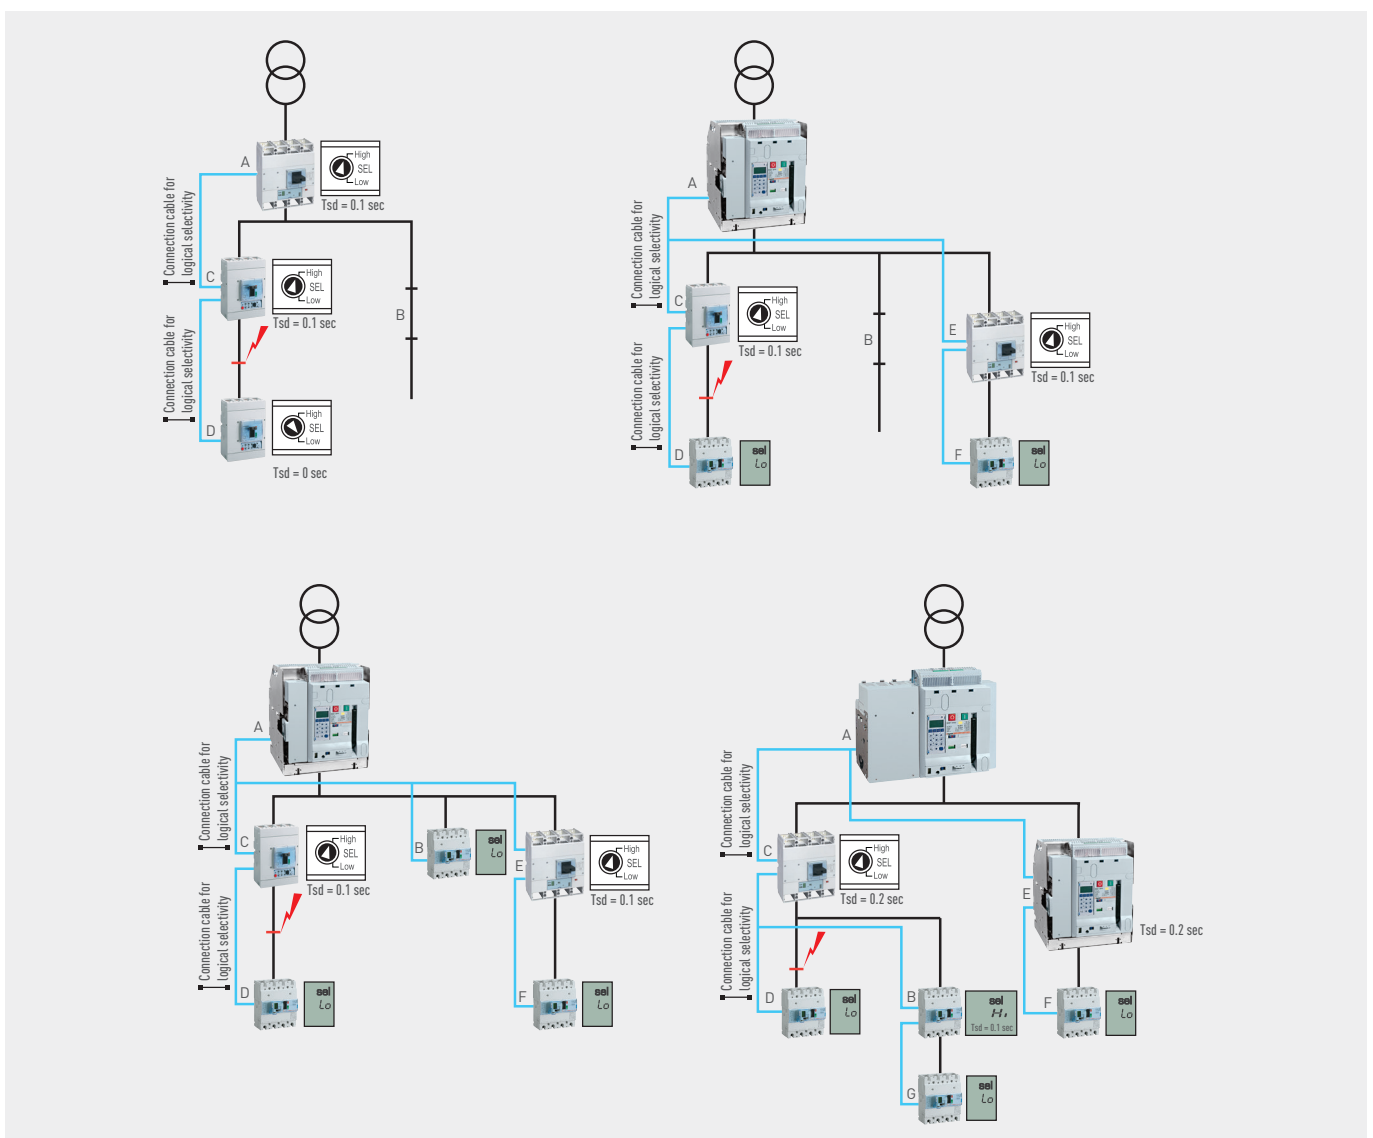 A
High
SEL
Low
Tsd = 0.1 sec
Connection cable for
logical selectivity
C
High
SEL
Low
Tsd = 0.1 sec
B
Connection cable for
logical selectivity
D
High
SEL
Low
Tsd = 0 sec
A
Connection cable for
logical selectivity
C
High
SEL
Low
Tsd = 0.1 sec
B
E
High
SEL
Low
Tsd = 0.1 sec
Connection cable for
logical selectivity
D
sel
Lo
F
sel
Lo
A
Connection cable for
logical selectivity
C
High
SEL
Low
Tsd = 0.1 sec
B
sel
Lo
E
High
SEL
Low
Tsd = 0.1 sec
Connection cable for
logical selectivity
D
sel
Lo
F
sel
Lo
A
Connection cable for
logical selectivity
C
High
SEL
Low
Tsd = 0.2 sec
E
Tsd = 0.2 sec
Connection cable for
logical selectivity
D
sel
Lo
B
sel
Hi
Tsd = 0.1 sec
F
sel
Lo
G
sel
Lo